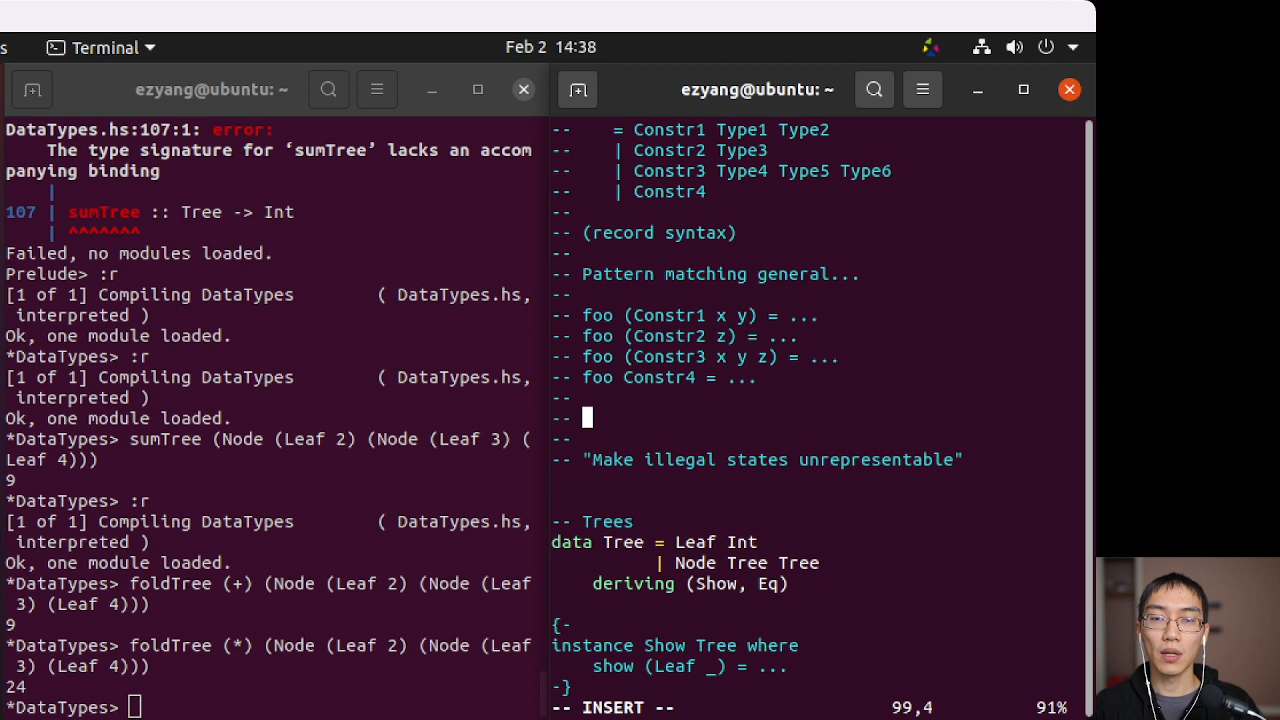 s Terminal Feb 2 14:38
ezyang@ubuntu: ~
DataTypes.hs:107:1: error:
    The type signature for ‘sumTree’ lacks an accom
panying binding
    |
107 | sumTree :: Tree -> Int
    | ^^^^^^^
Failed, no modules loaded.
Prelude> :r
[1 of 1] Compiling DataTypes        ( DataTypes.hs,
 interpreted )
Ok, one module loaded.
*DataTypes> :r
[1 of 1] Compiling DataTypes        ( DataTypes.hs,
 interpreted )
Ok, one module loaded.
*DataTypes> sumTree (Node (Leaf 2) (Node (Leaf 3) (
Leaf 4)))
9
*DataTypes> :r
[1 of 1] Compiling DataTypes        ( DataTypes.hs,
 interpreted )
Ok, one module loaded.
*DataTypes> foldTree (+) (Node (Leaf 2) (Node (Leaf
 3) (Leaf 4)))
9
*DataTypes> foldTree (*) (Node (Leaf 2) (Node (Leaf
 3) (Leaf 4)))
24
*DataTypes>
ezyang@ubuntu: ~
--    = Constr1 Type1 Type2
--    | Constr2 Type3
--    | Constr3 Type4 Type5 Type6
--    | Constr4
--
-- (record syntax)
--
-- Pattern matching general...
--
-- foo (Constr1 x y) = ...
-- foo (Constr2 z) = ...
-- foo (Constr3 x y z) = ...
-- foo Constr4 = ...
--
--
--
-- "Make illegal states unrepresentable"
-- Trees
data Tree = Leaf Int
          | Node Tree Tree
    deriving (Show, Eq)
{-
instance Show Tree where
    show (Leaf _) = ...
-}
-- INSERT -- 99,4 91%